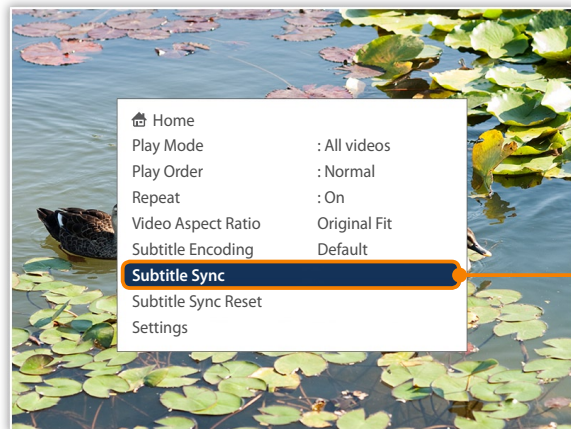 Home
Play Mode : All videos
Play Order : Normal
Repeat : On
Video Aspect Ratio Original Fit
Subtitle Encoding Default
Subtitle Sync
Subtitle Sync Reset
Settings